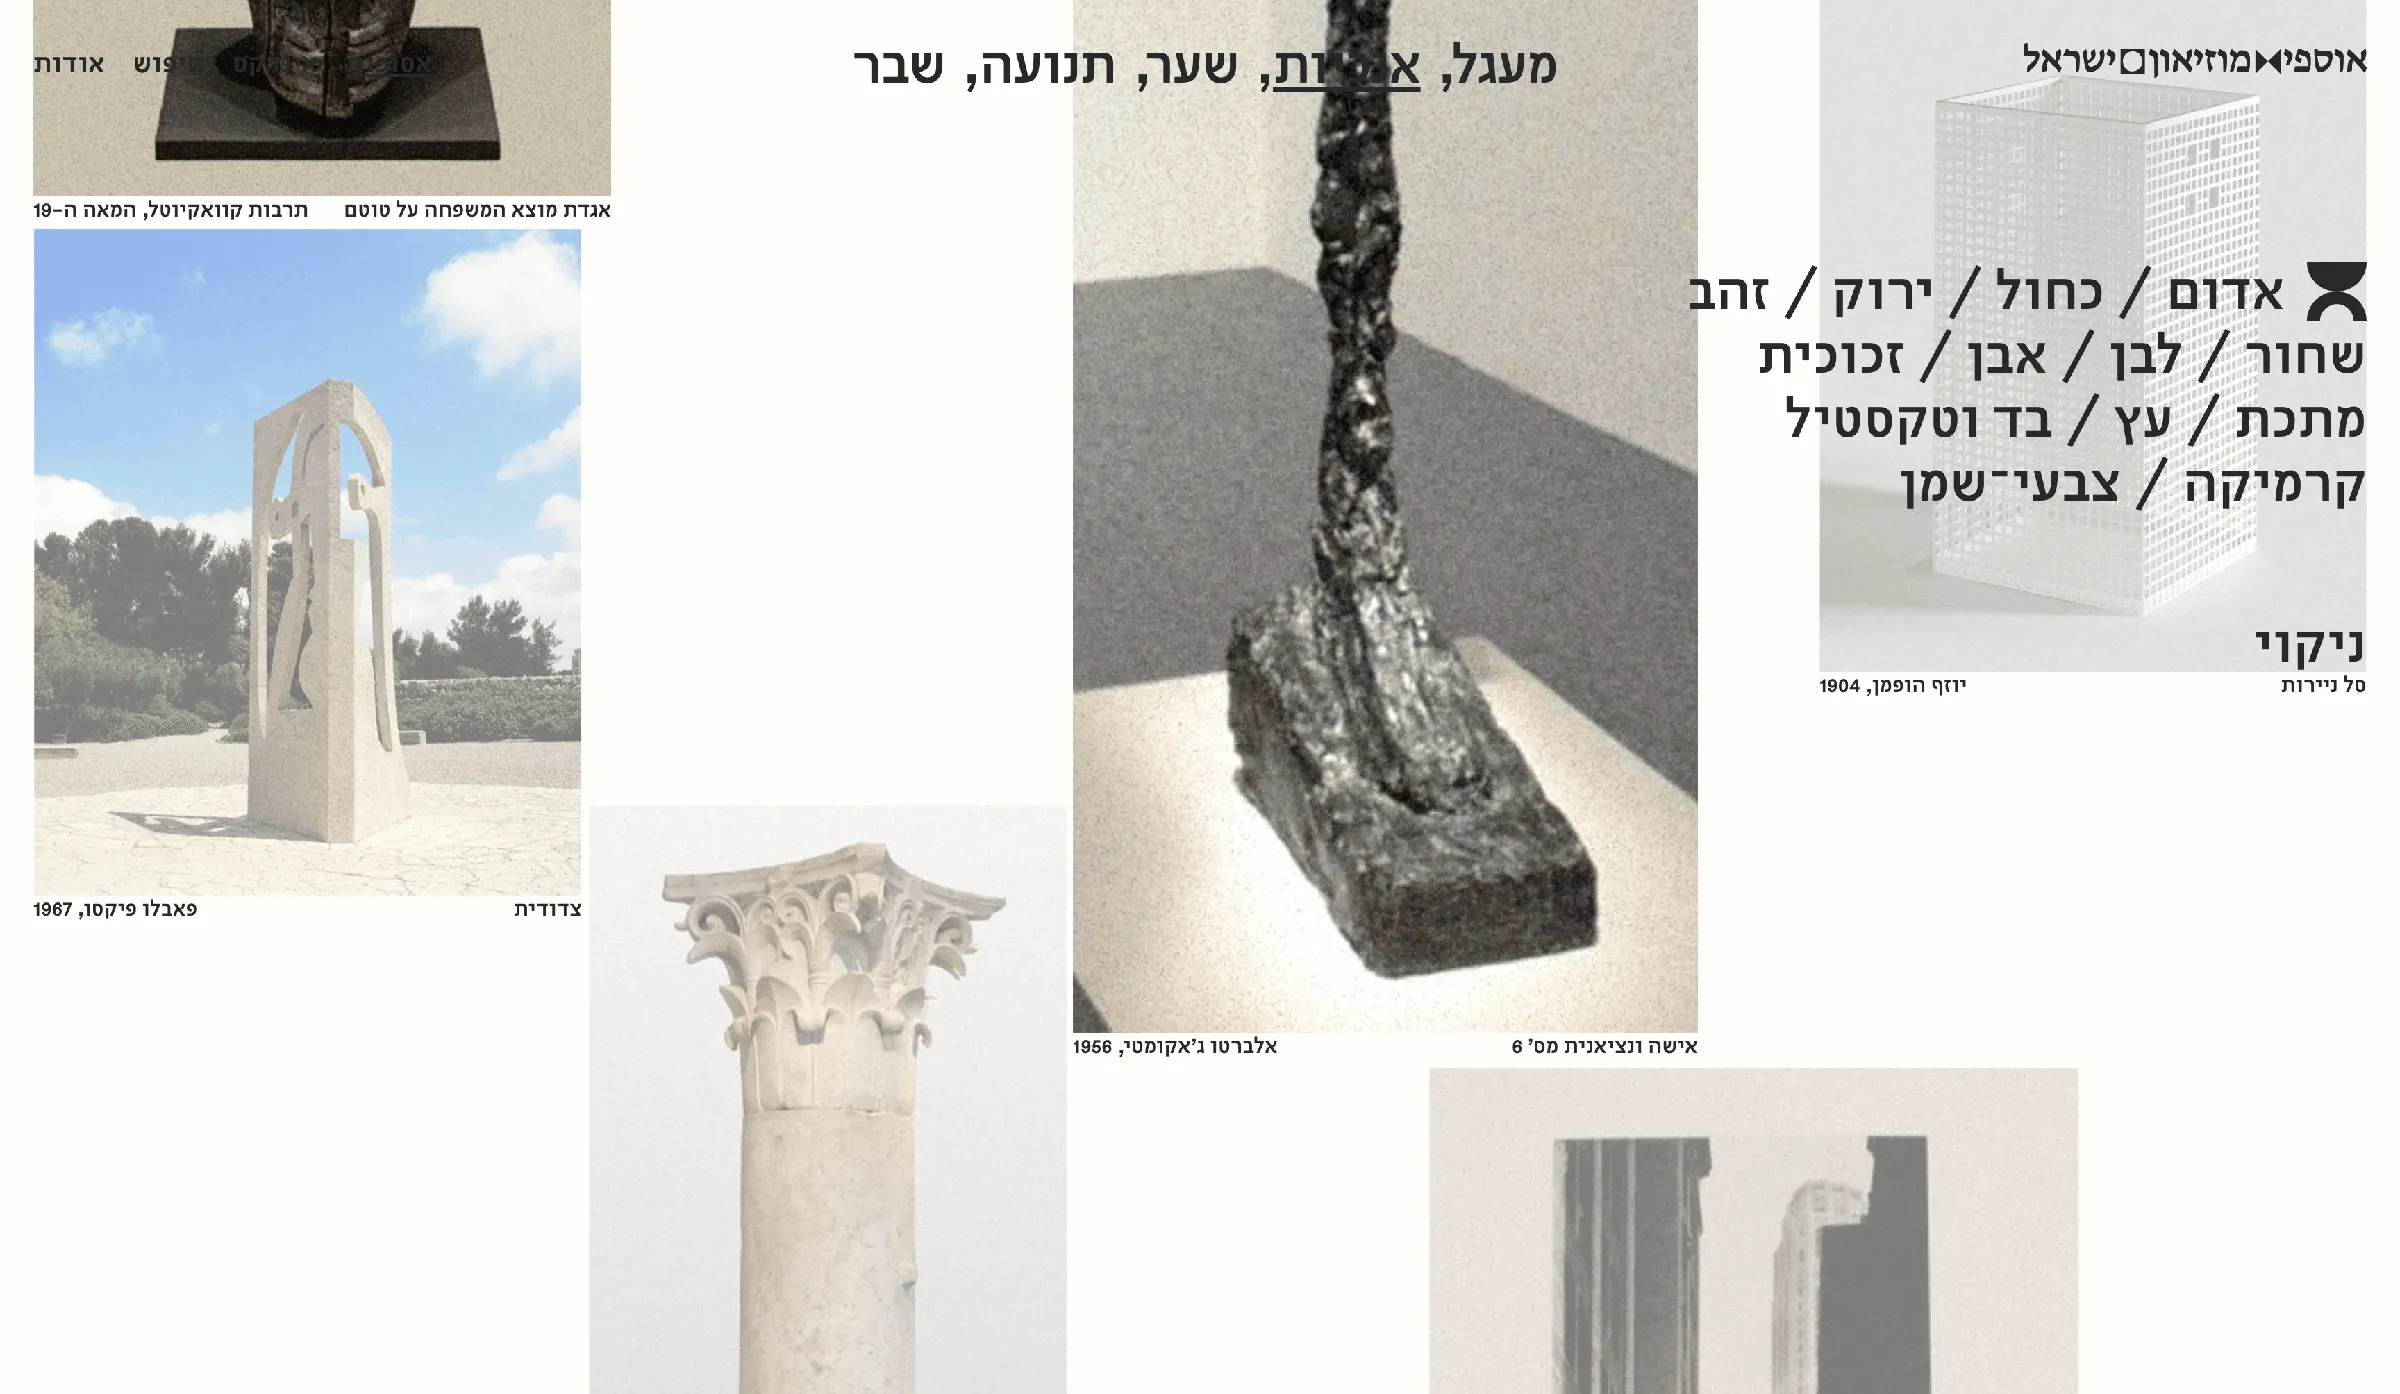 אוספי מוזיאון ישראל
מעגל, אנכיות, שער, תנועה, שבר
חיפוש אודות
אדום / כחול / ירוק / זהב
שחור / לבן / אבן / זכוכית
מתכת / עץ / בד וטקסטיל
קרמיקה / צבעי־שמן
ניקוי
סל ניירות יוזף הופמן, 1904
אגדת מוצא המשפחה על טוטם תרבות קוואקיוטל, המאה ה-19
צדודית פאבלו פיקסו, 1967
אישה ונציאנית מס' 6 אלברטו ג'אקומטי, 1956